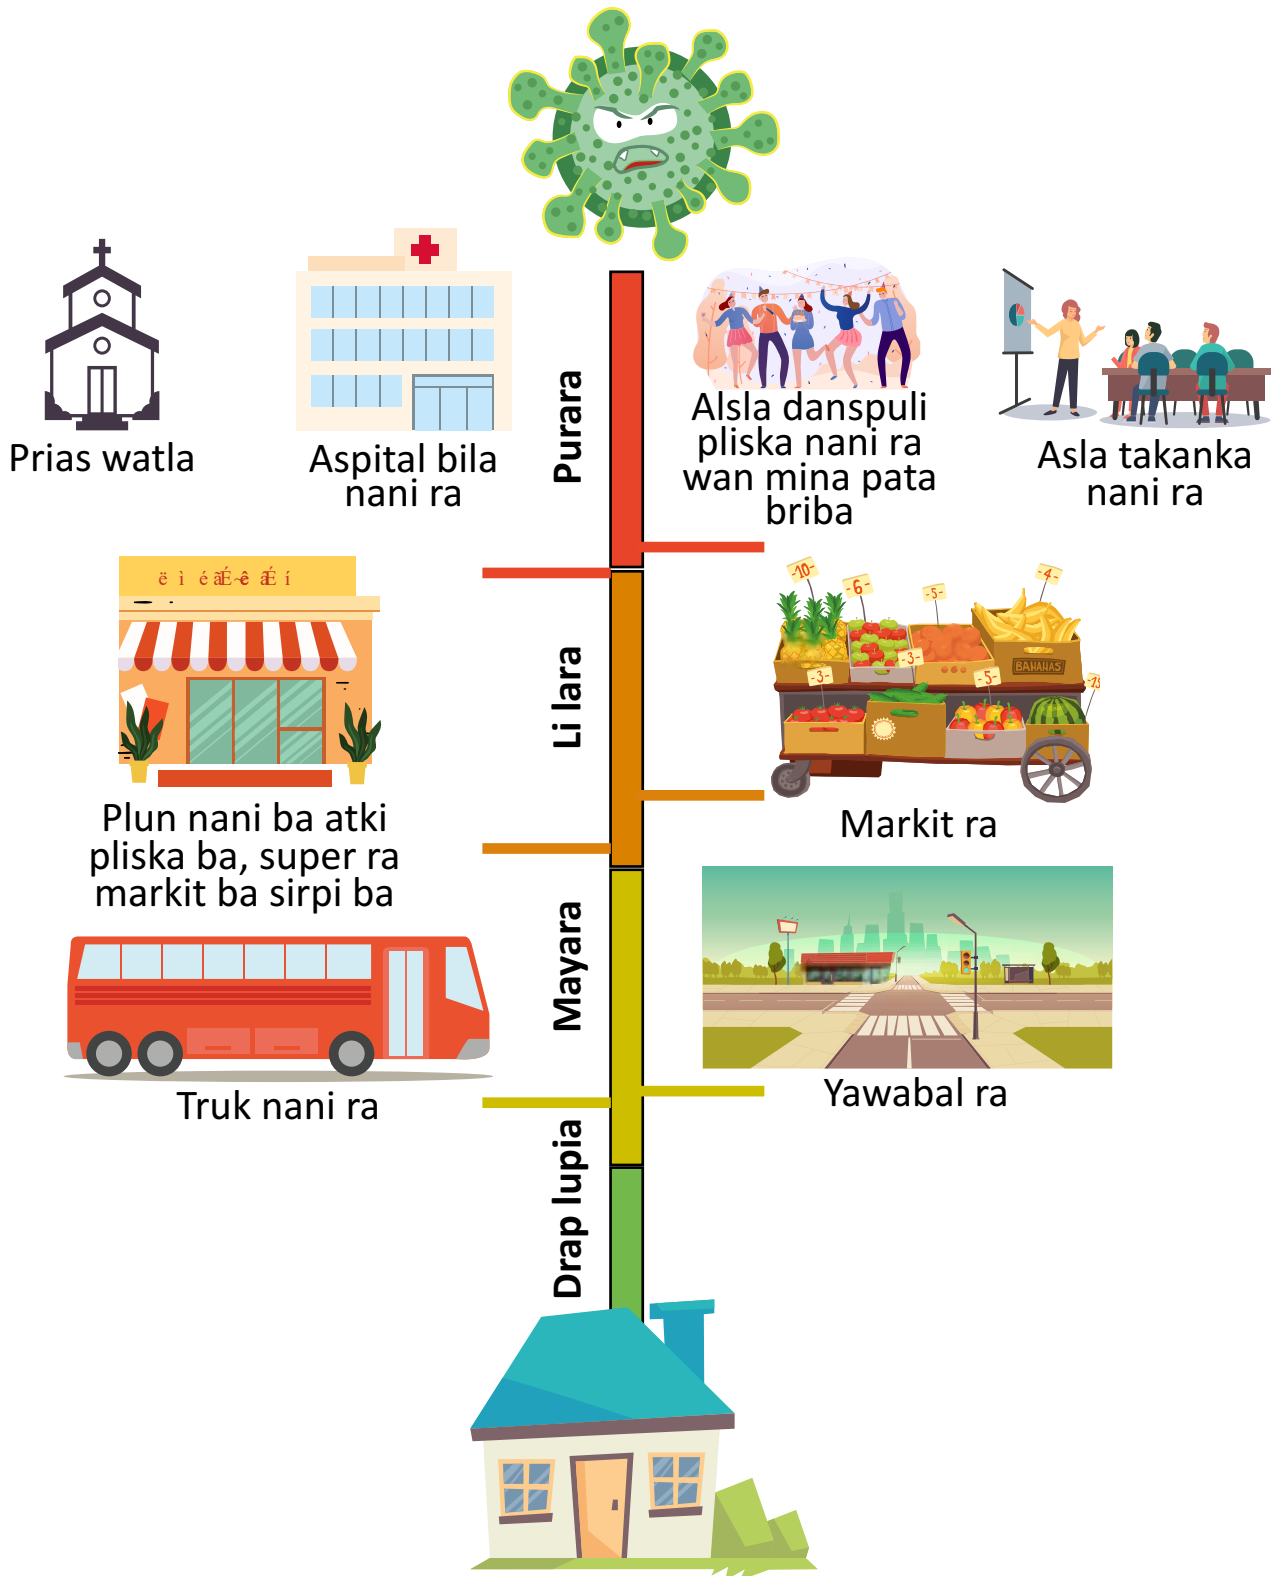 Prias watla
Aspital bila
nani ra
Purara
Alsla danspuli
pliska nani ra
wan mina pata
briba
Asla takanka
nani ra
-10-
-6-
-5-
-4-
-3-
BAHAHAS
-3-
-5-
Li lara
Plun nani ba atki
pliska ba, super ra
markit ba sirpi ba
Markit ra
Mayara
Truk nani ra
Yawabal ra
Drap lupia